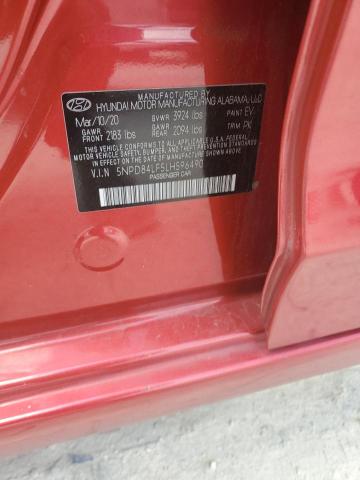 MANUFACTURED BY
HYUNDAI MOTOR MANUFACTURING ALABAMA, LLC
Mar/10/20 GVWR 3924 lbs PAINT EV
GAWR FRONT 2183 lbs GAWR REAR 2094 lbs TRIM PK
THIS VEHICLE CONFORMS TO ALL APPLICABLE U.S.A. FEDERAL
MOTOR VEHICLE SAFETY, BUMPER, AND THEFT PREVENTION
STANDARDS IN EFFECT ON THE DATE OF MANUFACTURE SHOWN ABOVE.
V.I.N 5NPD84LF5LH596490
PASSENGER CAR